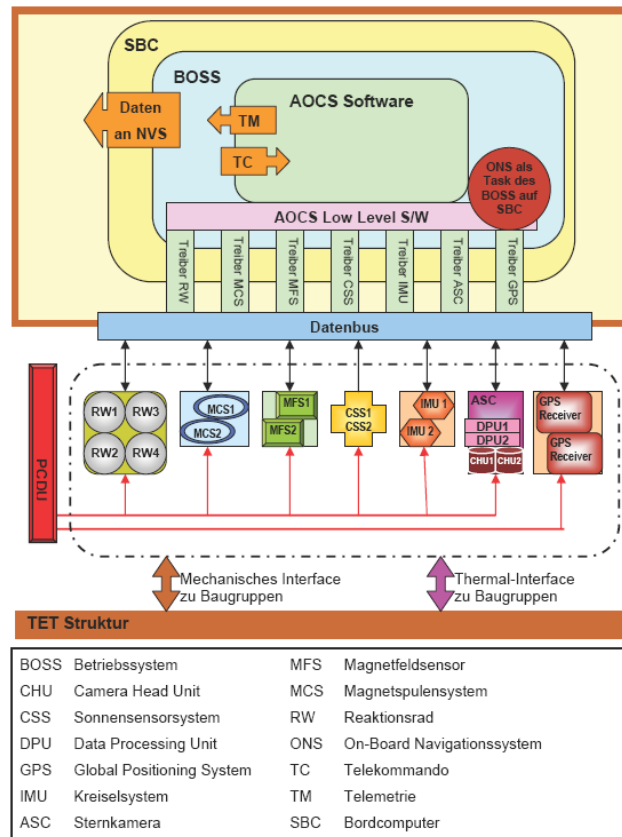 SBC
BOSS
AOCS Software
Daten
an NVS
TM
TC
ONS als
Task des
BOSS auf
SBC
AOCS Low Level S/W
Treiber RW
Treiber MCS
Treiber MFS
Treiber CSS
Treiber IMU
Treiber ASC
Treiber GPS
Datenbus
PCDU
RW1
RW3
RW2
RW4
MCS1
MCS2
MFS1
MFS2
CSS1
CSS2
IMU 1
IMU 2
ASC
DPU1
DPU2
CHU1
CHU2
GPS
Receiver
GPS
Receiver
Mechanisches Interface
zu Baugruppen
Thermal-Interface
zu Baugruppen
TET Struktur
BOSS Betriebssystem
CHU Camera Head Unit
CSS Sonnensensorsystem
DPU Data Processing Unit
GPS Global Positioning System
IMU Kreiselsystem
ASC Sternkamera
MFS Magnetfeldsensor
MCS Magnetspulensystem
RW Reaktionsrad
ONS On-Board Navigationssystem
TC Telekommando
TM Telemetrie
SBC Bordcomputer